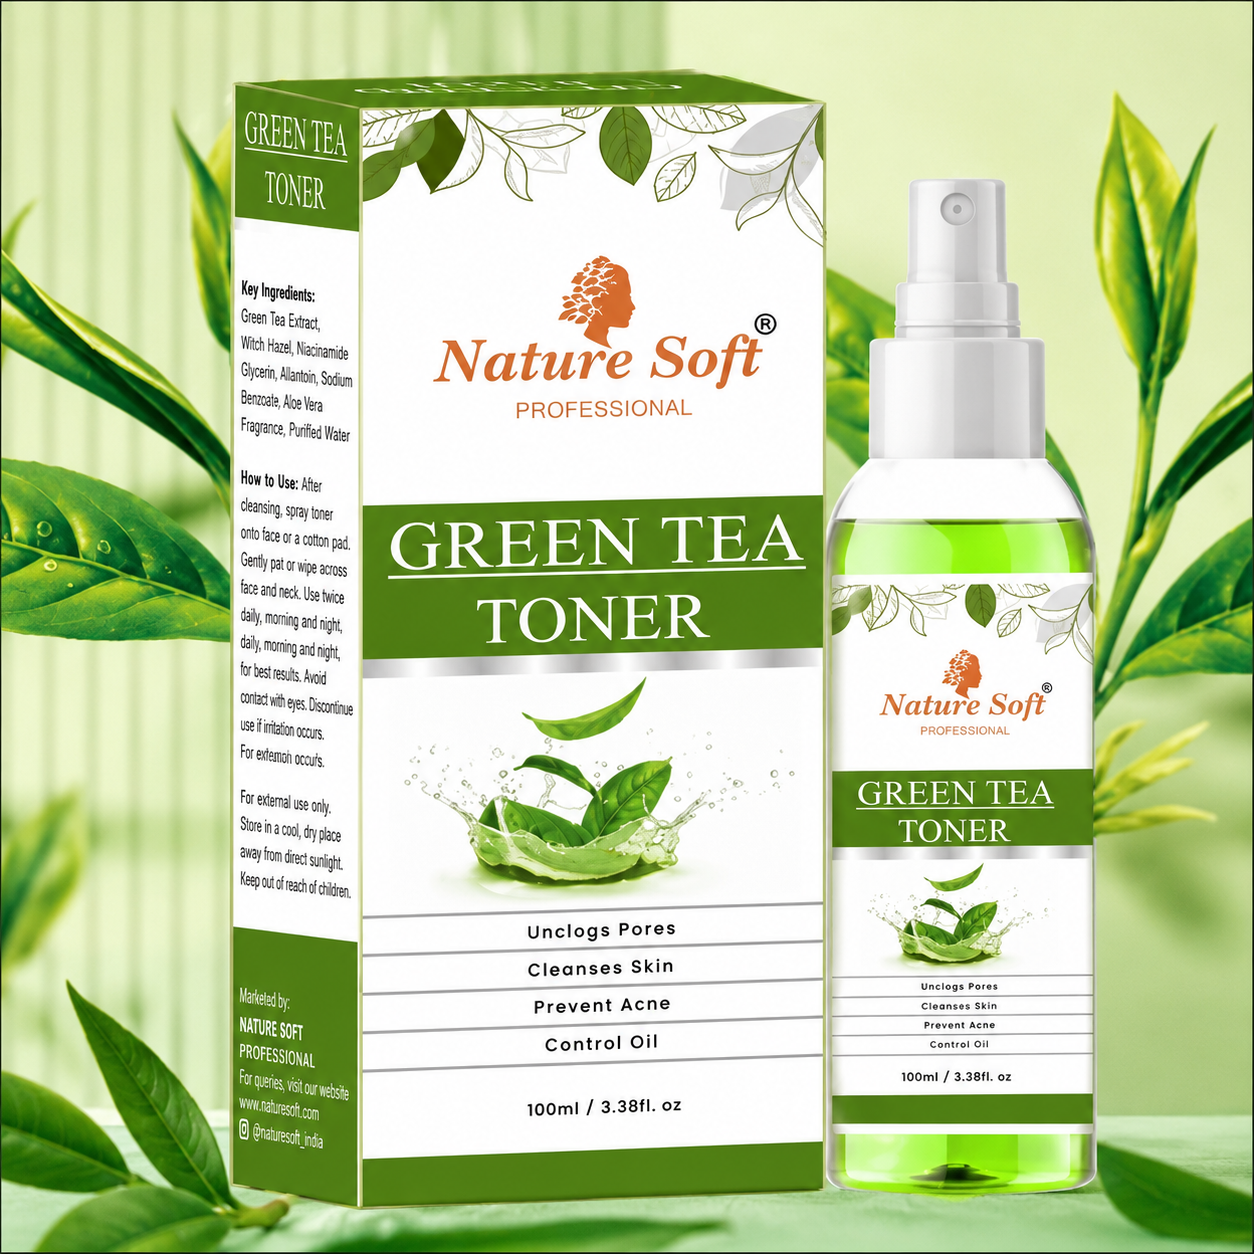 GREEN TEA
TONER
Key Ingredients:
Green Tea Extract,
Witch Hazel, Niacinamide
Glycerin, Allantoin, Sodium
Benzoate, Aloe Vera
Fragrance, Purified Water
How to Use: After
cleansing, spray toner
onto face or a cotton pad.
Gently pat or wipe across
face and neck. Use twice
daily, morning and night,
daily, morning and night,
for best results. Avoid
contact with eyes. Discontinue
use if irritation occurs.
For
For external use only.
Store in a cool, dry place
away from direct sunlight.
Keep out of reach of children.
Marketed by:
NATURE SOFT
PROFESSIONAL
For queries, visit our website
www.naturesoft.com
@naturesoft_india
Nature Soft®
PROFESSIONAL
GREEN TEA
TONER
Unclogs Pores
Cleanses Skin
Prevent Acne
Control Oil
100ml / 3.38fl. oz
Nature Soft®
PROFESSIONAL
GREEN TEA
TONER
Unclogs Pores
Cleanses Skin
Prevent Acne
Control Oil
100ml / 3.38fl. oz